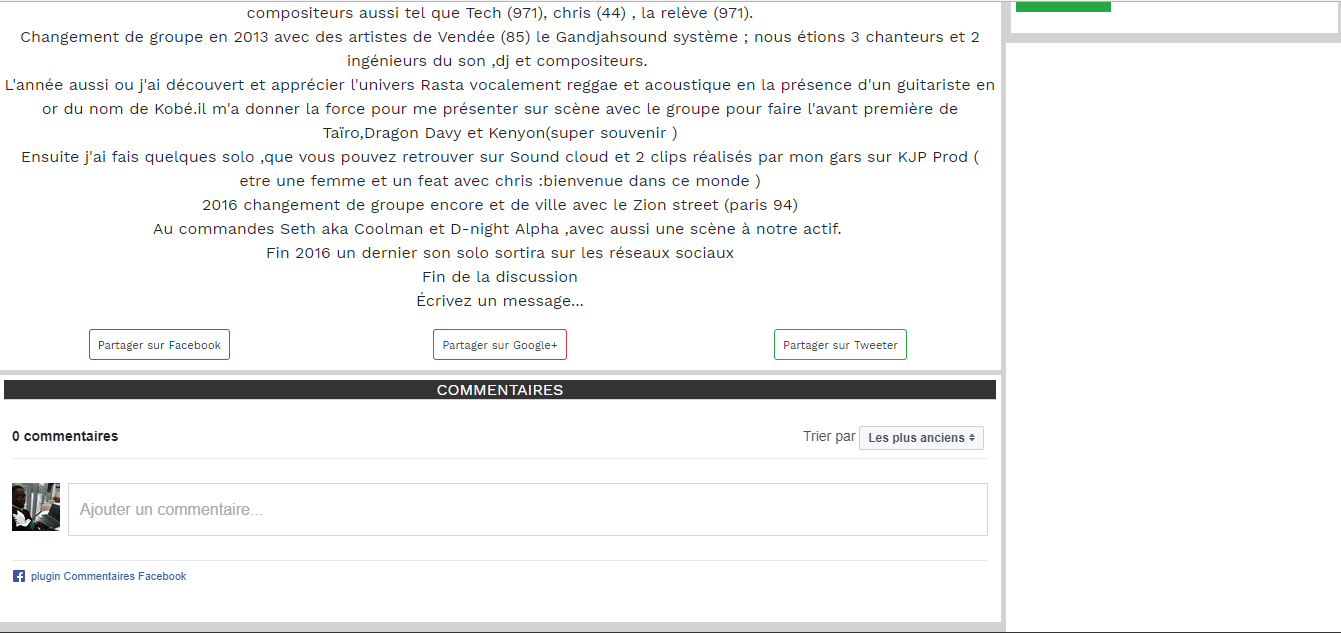 compositeurs aussi tel que Tech (971), chris (44) , la relève (971).
Changement de groupe en 2013 avec des artistes de Vendée (85) le Gandjahsound système ; nous étions 3 chanteurs et 2
ingénieurs du son ,dj et compositeurs.
L'année aussi ou j'ai découvert et apprécier l'univers Rasta vocalement reggae et acoustique en la présence d'un guitariste en
or du nom de Kobé.il m'a donner la force pour me présenter sur scène avec le groupe pour faire l'avant première de
Taïro,Dragon Davy et Kenyon(super souvenir )
Ensuite j'ai fais quelques solo ,que vous pouvez retrouver sur Sound cloud et 2 clips réalisés par mon gars sur KJP Prod (
etre une femme et un feat avec chris :bienvenue dans ce monde )
2016 changement de groupe encore et de ville avec le Zion street (paris 94)
Au commandes Seth aka Coolman et D-night Alpha ,avec aussi une scène à notre actif.
Fin 2016 un dernier son solo sortira sur les réseaux sociaux
Fin de la discussion
Écrivez un message...
Partager sur Facebook
Partager sur Google+
Partager sur Tweeter
COMMENTAIRES
0 commentaires
Trier par Les plus anciens
Ajouter un commentaire...
plugin Commentaires Facebook